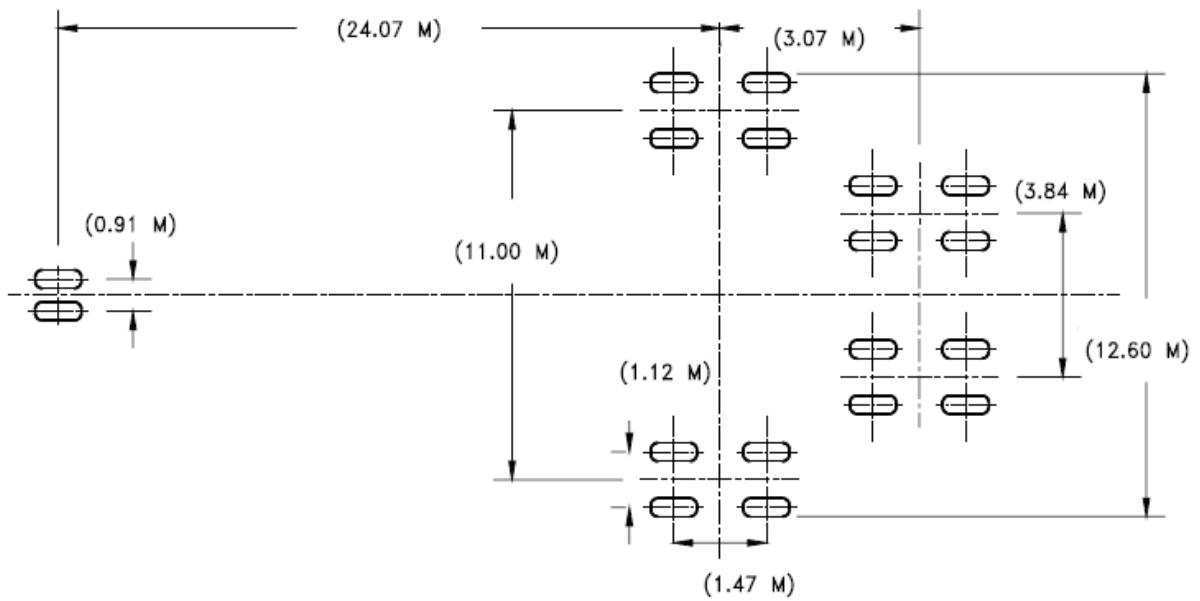 (24.07 M)
(3.07 M)
(3.84 M)
(0.91 M)
(11.00 M)
(12.60 M)
(1.12 M)
(1.47 M)